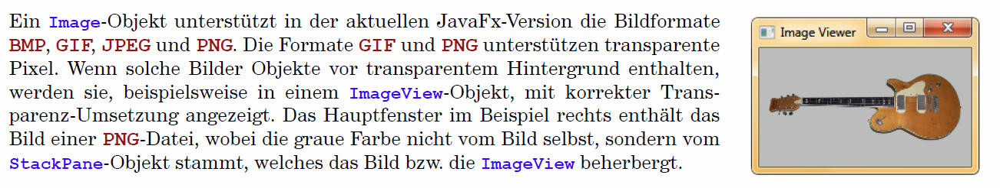 Ein Image-Objekt unterstützt in der aktuellen JavaFx-Version die Bildformate
BMP, GIF, JPEG und PNG. Die Formate GIF und PNG unterstützen transparente
Pixel. Wenn solche Bilder Objekte vor transparentem Hintergrund enthalten,
werden sie, beispielsweise in einem ImageView-Objekt, mit korrekter Trans-
parenz-Umsetzung angezeigt. Das Hauptfenster im Beispiel rechts enthält das
Bild einer PNG-Datei, wobei die graue Farbe nicht vom Bild selbst, sondern vom
StackPane-Objekt stammt, welches das Bild bzw. die ImageView beherbergt.
Image Viewer